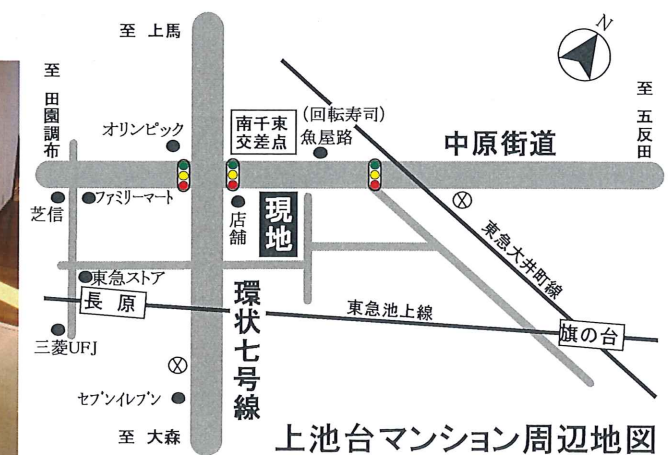 至 上馬
N
至 田園調布
オリンピック
南千束
交差点
(回転寿司)
魚屋路
中原街道
至 五反田
芝信
ファミリーマート
店舗
現地
東急大井町線
東急ストア
長原
環状七号線
東急池上線
旗の台
三菱UFJ
セブンイレブン
至 大森
上池台マンション周辺地図